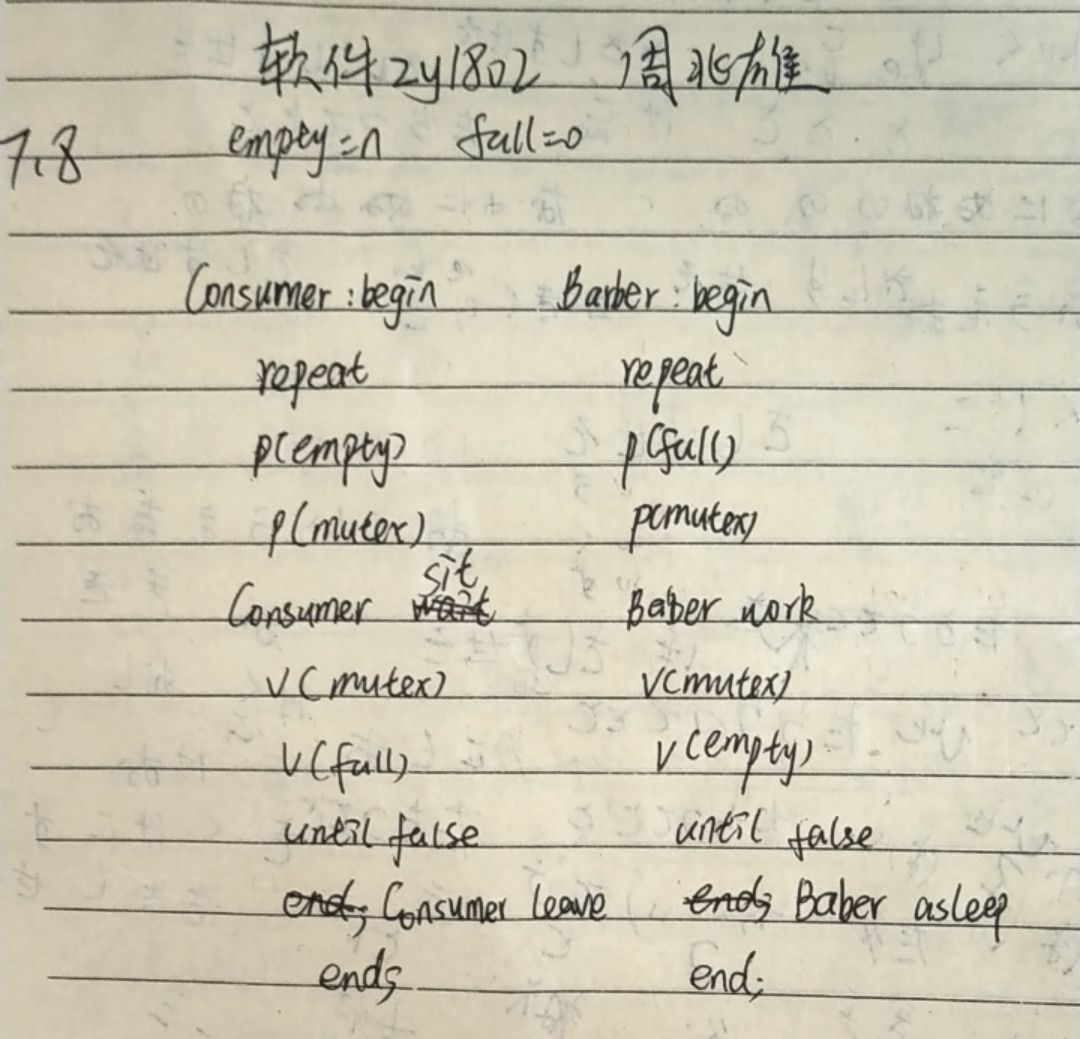 软件zy1802 周兆雄
7.8 empty=n full=0
Consumer:begin Barber:begin
repeat repeat
p(empty) p(full)
p(mutex) p(mutex)
sit
Consumer wait Baber work
v(mutex) v(mutex)
v(full) v(empty)
until false until false
end; Consumer leave end; Baber asleep
end; end;